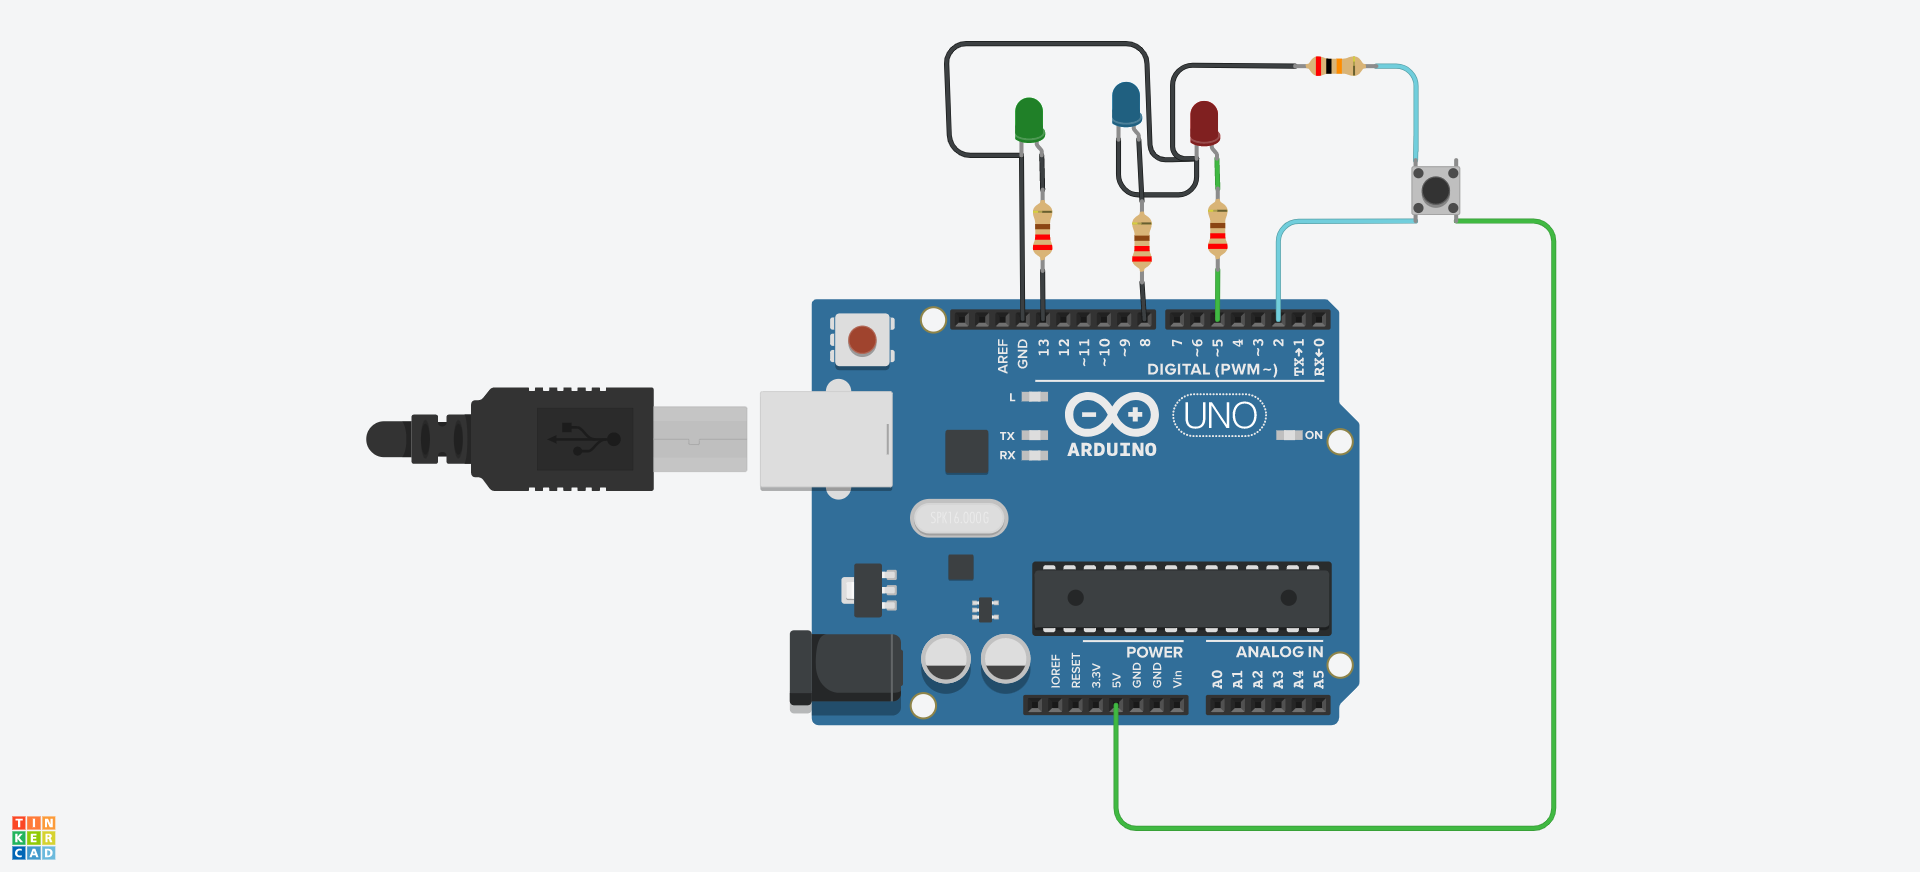 AREF
GND
13
12
~11
~10
~9
8
7
~6
~5
4
~3
2
TX→1
RX←0
DIGITAL (PWM~)
L
TX
RX
ARDUINO
UNO
ON
SPK16.000G
POWER
ANALOG IN
IOREF
RESET
3.3V
5V
GND
GND
Vin
A0
A1
A2
A3
A4
A5
TIN
KER
CAD